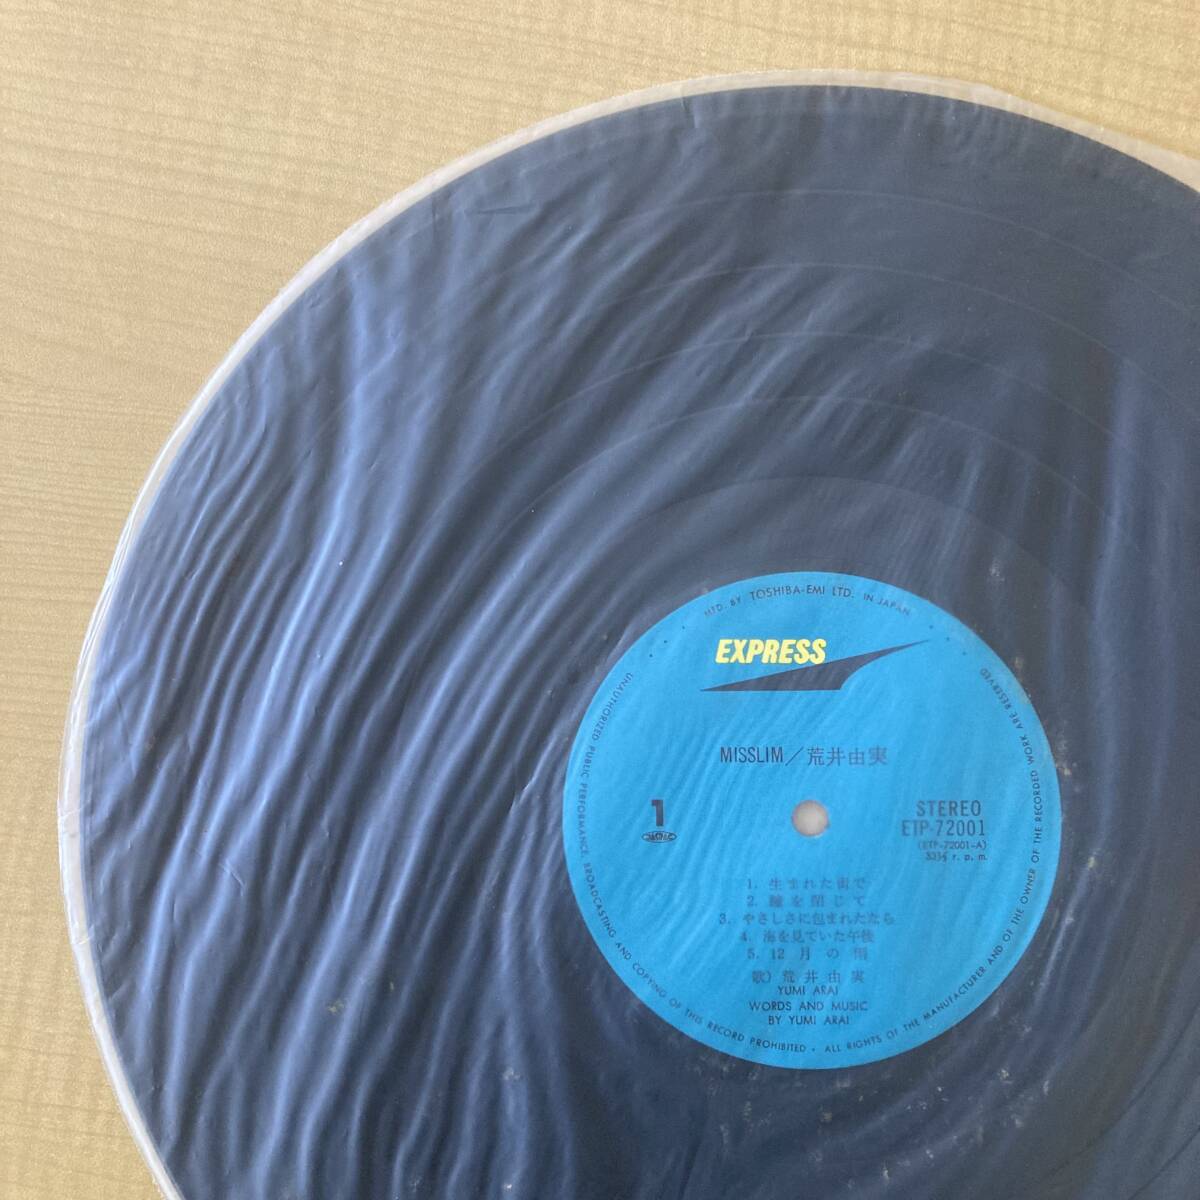 MFD. BY TOSHIBA-EMI LTD. IN JAPAN
EXPRESS
MISSLIM/荒井由実
1
STEREO
ETP-72001
(ETP-72001-A)
33⅓ r.p.m.
1. 生まれた街で
2. 瞳を閉じて
3. やさしさに包まれたなら
4. 海を見ていた午後
5. 12月の雨
歌) 荒井由実
YUMI ARAI
WORDS AND MUSIC
BY YUMI ARAI
UNAUTHORIZED PUBLIC PERFORMANCE, BROADCASTING AND COPYING OF THIS RECORD PROHIBITED • ALL RIGHTS OF THE MANUFACTURER AND OF THE OWNER OF THE RECORDED WORK ARE RESERVED